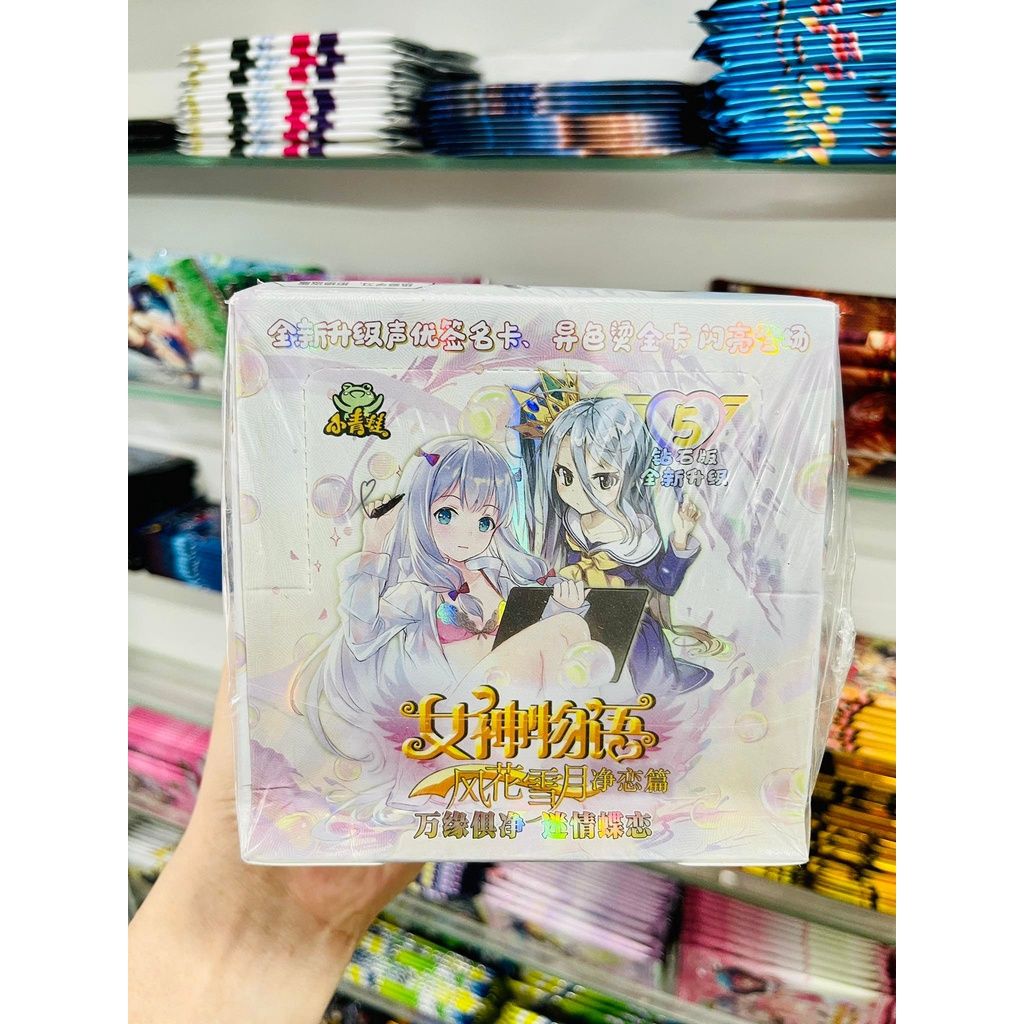 全新升级声优签名卡、异色烫金卡闪亮登场
小青蛙
5
钻石版
全新升级
女神物语
风花雪月净恋篇
万缘俱净 迷情蝶恋